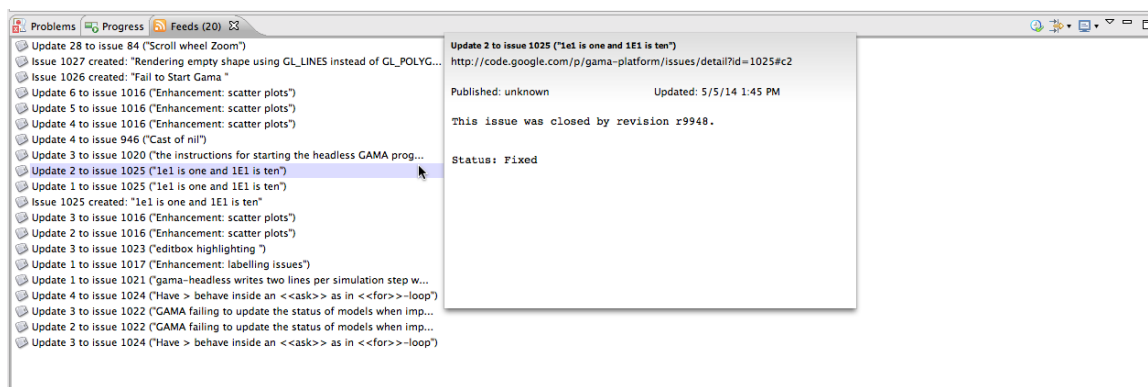 Problems Progress Feeds (20)
Update 28 to issue 84 ("Scroll wheel Zoom")
Issue 1027 created: "Rendering empty shape using GL_LINES instead of GL_POLYG...
Issue 1026 created: "Fail to Start Gama "
Update 6 to issue 1016 ("Enhancement: scatter plots")
Update 5 to issue 1016 ("Enhancement: scatter plots")
Update 4 to issue 1016 ("Enhancement: scatter plots")
Update 4 to issue 946 ("Cast of nil")
Update 3 to issue 1020 ("the instructions for starting the headless GAMA prog...
Update 2 to issue 1025 ("1e1 is one and 1E1 is ten")
Update 1 to issue 1025 ("1e1 is one and 1E1 is ten")
Issue 1025 created: "1e1 is one and 1E1 is ten"
Update 3 to issue 1016 ("Enhancement: scatter plots")
Update 2 to issue 1016 ("Enhancement: scatter plots")
Update 3 to issue 1023 ("editbox highlighting ")
Update 1 to issue 1017 ("Enhancement: labelling issues")
Update 1 to issue 1021 ("gama-headless writes two lines per simulation step w...
Update 4 to issue 1024 ("Have > behave inside an <<ask>> as in <<for>>-loop")
Update 3 to issue 1022 ("GAMA failing to update the status of models when imp...
Update 2 to issue 1022 ("GAMA failing to update the status of models when imp...
Update 3 to issue 1024 ("Have > behave inside an <<ask>> as in <<for>>-loop")
Update 2 to issue 1025 ("1e1 is one and 1E1 is ten")
http://code.google.com/p/gama-platform/issues/detail?id=1025#c2
Published: unknown Updated: 5/5/14 1:45 PM
This issue was closed by revision r9948.
Status: Fixed